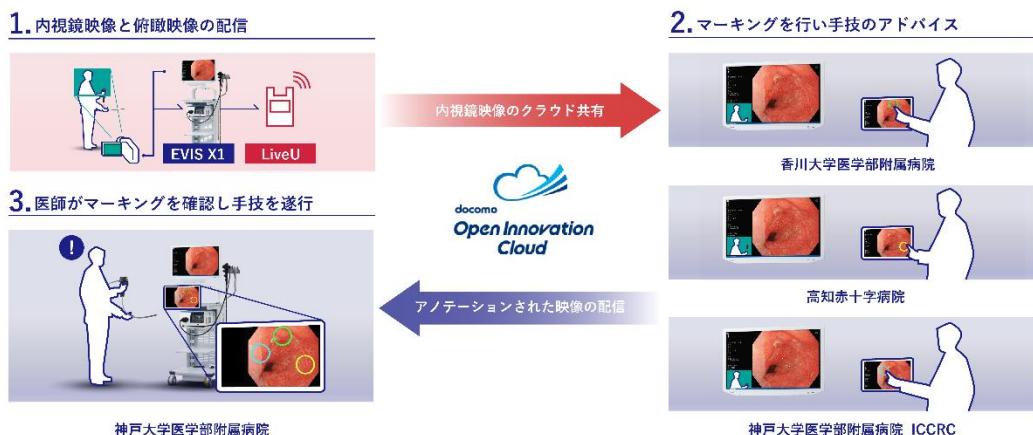 1.内視鏡映像と俯瞰映像の配信
EVIS X1
LiveU
内視鏡映像のクラウド共有
2.マーキングを行い手技のアドバイス
香川大学医学部附属病院
高知赤十字病院
神戸大学医学部附属病院 ICCRC
docomo
Open Innovation
Cloud
アノテーションされた映像の配信
3.医師がマーキングを確認し手技を遂行
!
神戸大学医学部附属病院